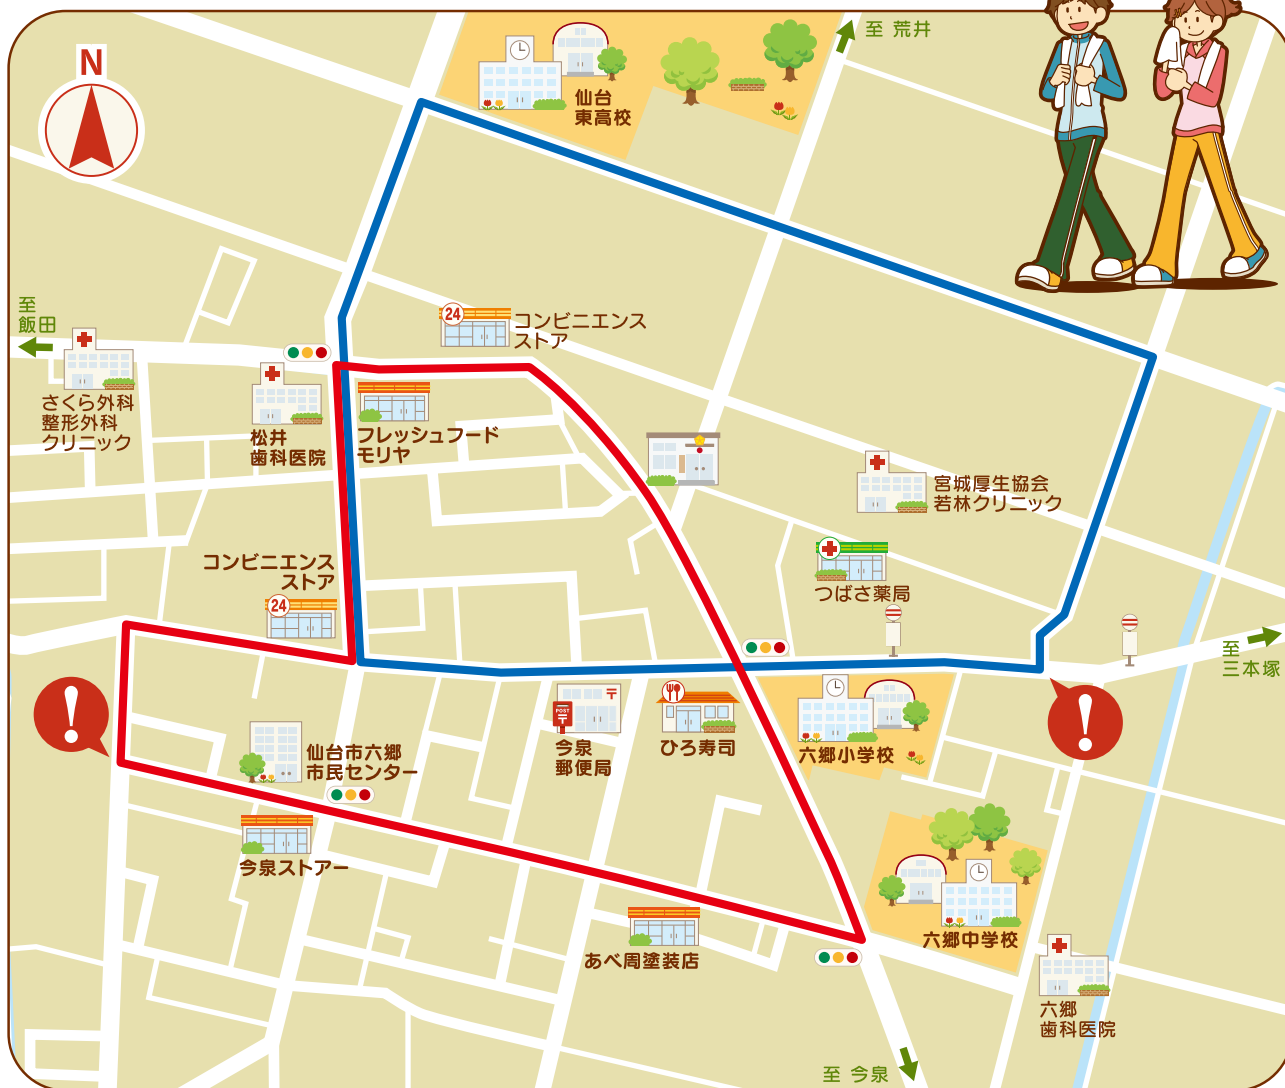 至 荒井
N
仙台
東高校
至
飯田
24
コンビニエンス
ストア
さくら外科
整形外科
クリニック
松井
歯科医院
フレッシュフード
モリヤ
宮城厚生協会
若林クリニック
コンビニエンス
ストア
24
つばさ薬局
至
三本塚
!
!
POST
〒
〒
今泉
郵便局
ひろ寿司
六郷小学校
仙台市六郷
市民センター
今泉ストアー
あべ周塗装店
六郷中学校
六郷
歯科医院
至 今泉